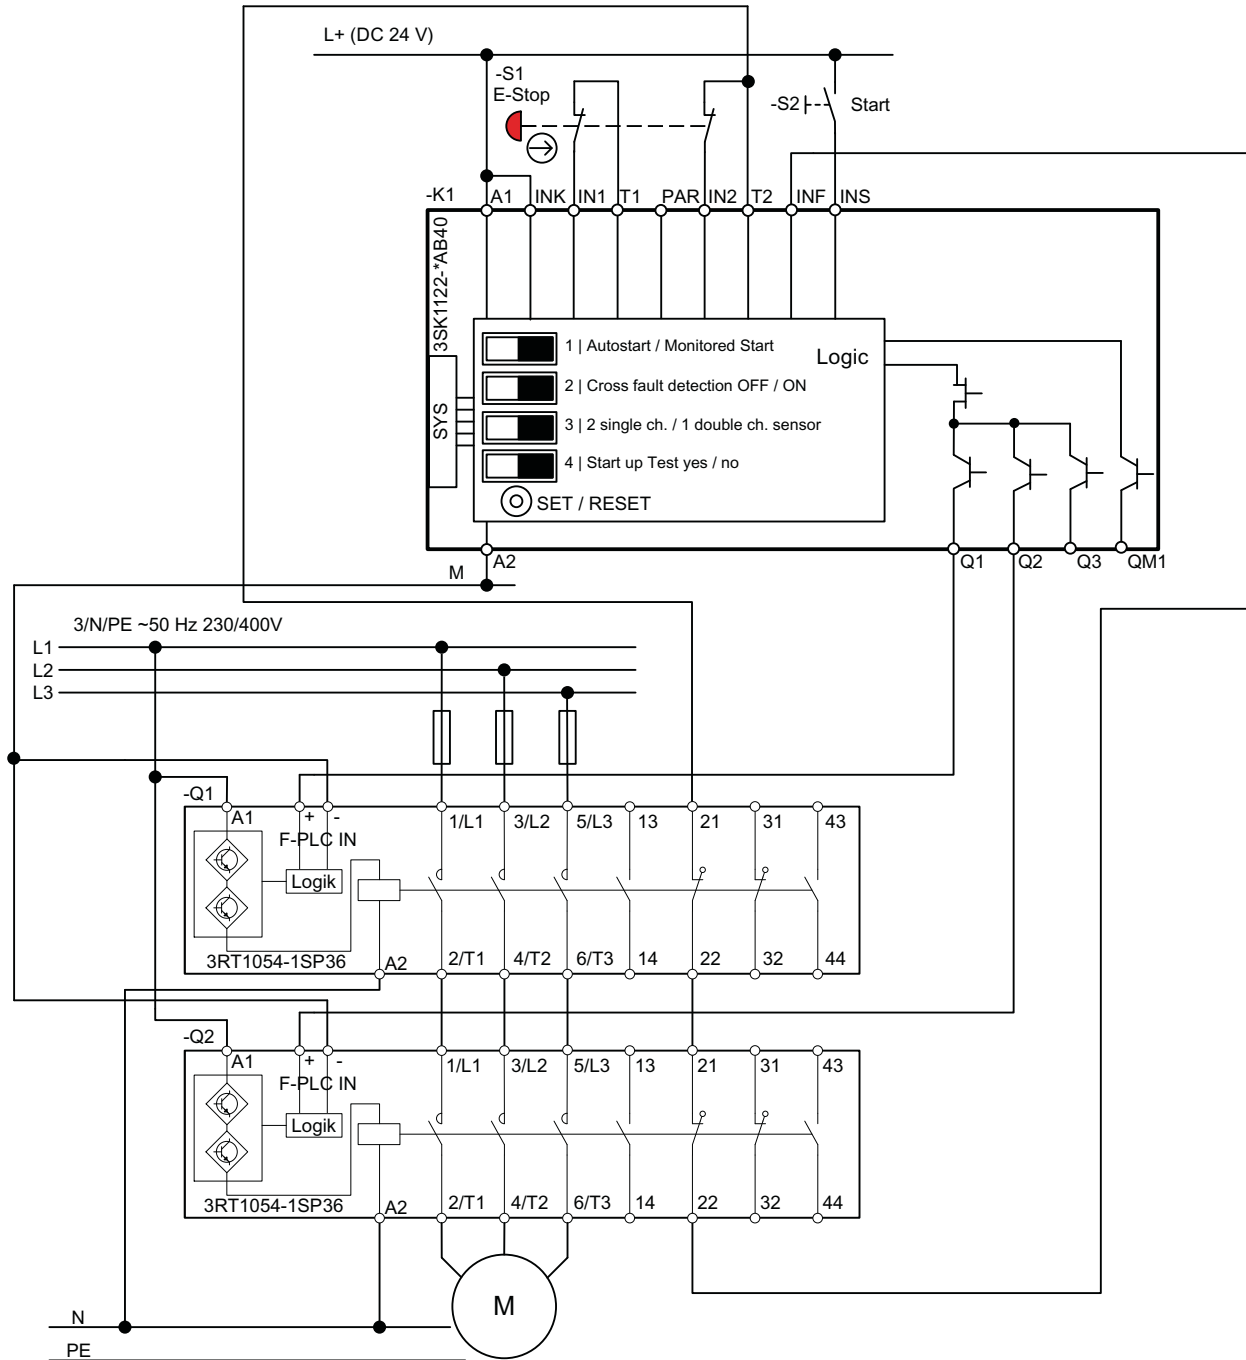 L+ (DC 24 V)
-S1
E-Stop
-S2
Start
-K1
A1
INK
IN1
T1
PAR
IN2
T2
INF
INS
3SK1122-*AB40
SYS
1 | Autostart / Monitored Start
Logic
2 | Cross fault detection OFF / ON
3 | 2 single ch. / 1 double ch. sensor
4 | Start up Test yes / no
SET / RESET
A2
Q1
Q2
Q3
QM1
M
3/N/PE ~50 Hz 230/400V
L1
L2
L3
-Q1
A1
+
-
1/L1
3/L2
5/L3
13
21
31
43
F-PLC IN
Logik
3RT1054-1SP36
A2
2/T1
4/T2
6/T3
14
22
32
44
-Q2
A1
+
-
1/L1
3/L2
5/L3
13
21
31
43
F-PLC IN
Logik
3RT1054-1SP36
A2
2/T1
4/T2
6/T3
14
22
32
44
M
N
PE